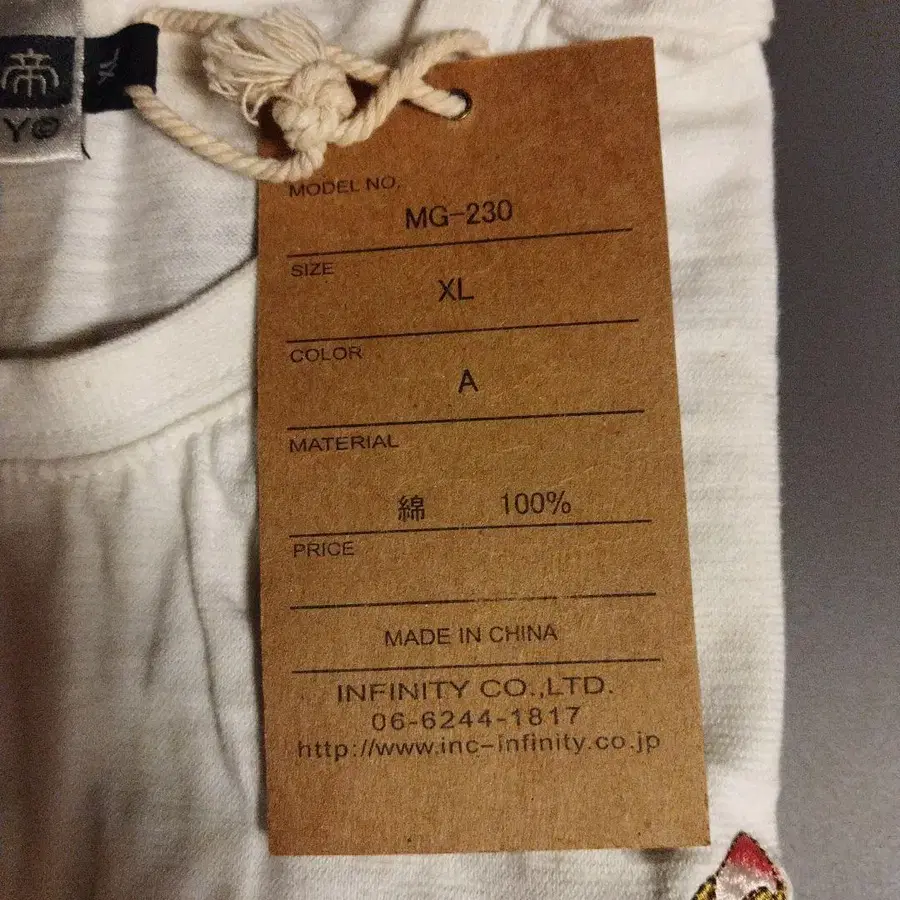 帝
XL
Y@
MODEL NO.
MG-230
SIZE
XL
COLOR
A
MATERIAL
綿 100%
PRICE
MADE IN CHINA
INFINITY CO.,LTD.
06-6244-1817
http://www.inc-infinity.co.jp